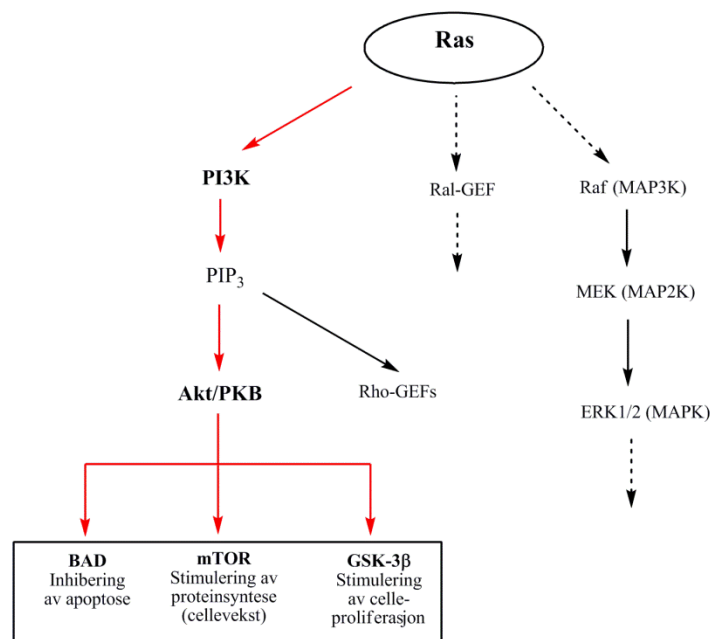 Ras
PI3K
Ral-GEF
Raf (MAP3K)
PIP₃
MEK (MAP2K)
Akt/PKB
Rho-GEFs
ERK1/2 (MAPK)
BAD
Inhibering
av apoptose
mTOR
Stimulering av
proteinsyntese
(cellevekst)
GSK-3β
Stimulering
av celle-
proliferasjon